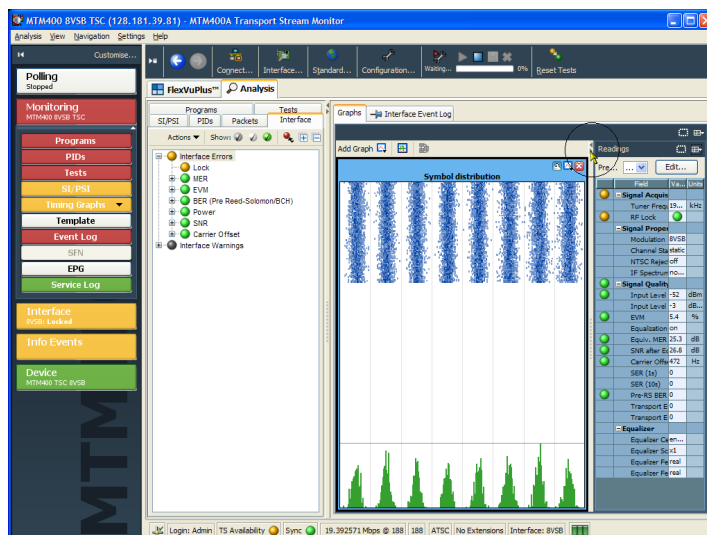 MTM400 8VSB TSC (128.181.39.81) - MTM400A Transport Stream Monitor
Analysis View Navigation Settings Help
Customise...
Polling
Stopped
Monitoring
MTM400 8VSB TSC
Programs
PIDs
Tests
SI/PSI
Timing Graphs
Template
Event Log
SFN
EPG
Service Log
Interface
8VSB: Locked
Info Events
Device
MTM400 TSC 8VSB
MTM
Connect... Interface... Standard... Configuration... Waiting... 0% Reset Tests
FlexVuPlus™ Analysis
Programs Tests
SI/PSI PIDs Packets Interface
Actions Show:
Interface Errors
Lock
MER
EVM
BER (Pre Reed-Solomon/BCH)
Power
SNR
Carrier Offset
Interface Warnings
Graphs Interface Event Log
Add Graph
Symbol distribution
Readings
Pre... ... Edit...
Field Va... Units
Signal Acquis
Tuner Frequ 19... kHz
RF Lock
Signal Proper
Modulation 8VSB
Channel Sta static
NTSC Reject off
IF Spectrum no...
Signal Quality
Input Level -52 dBm
Input Level -3 dB...
EVM 5.4 %
Equalization on
Equiv. MER 25.3 dB
SNR after Eq 26.8 dB
Carrier Offse 472 Hz
SER (1s) 0
SER (10s) 0
Pre-RS BER 0
Transport E 0
Transport E 0
Equalizer
Equalizer Ce en...
Equalizer Sc x1
Equalizer Fe real
Equalizer Fe real
Login: Admin TS Availability Sync 19.392571 Mbps @ 188 188 ATSC No Extensions Interface: 8VSB